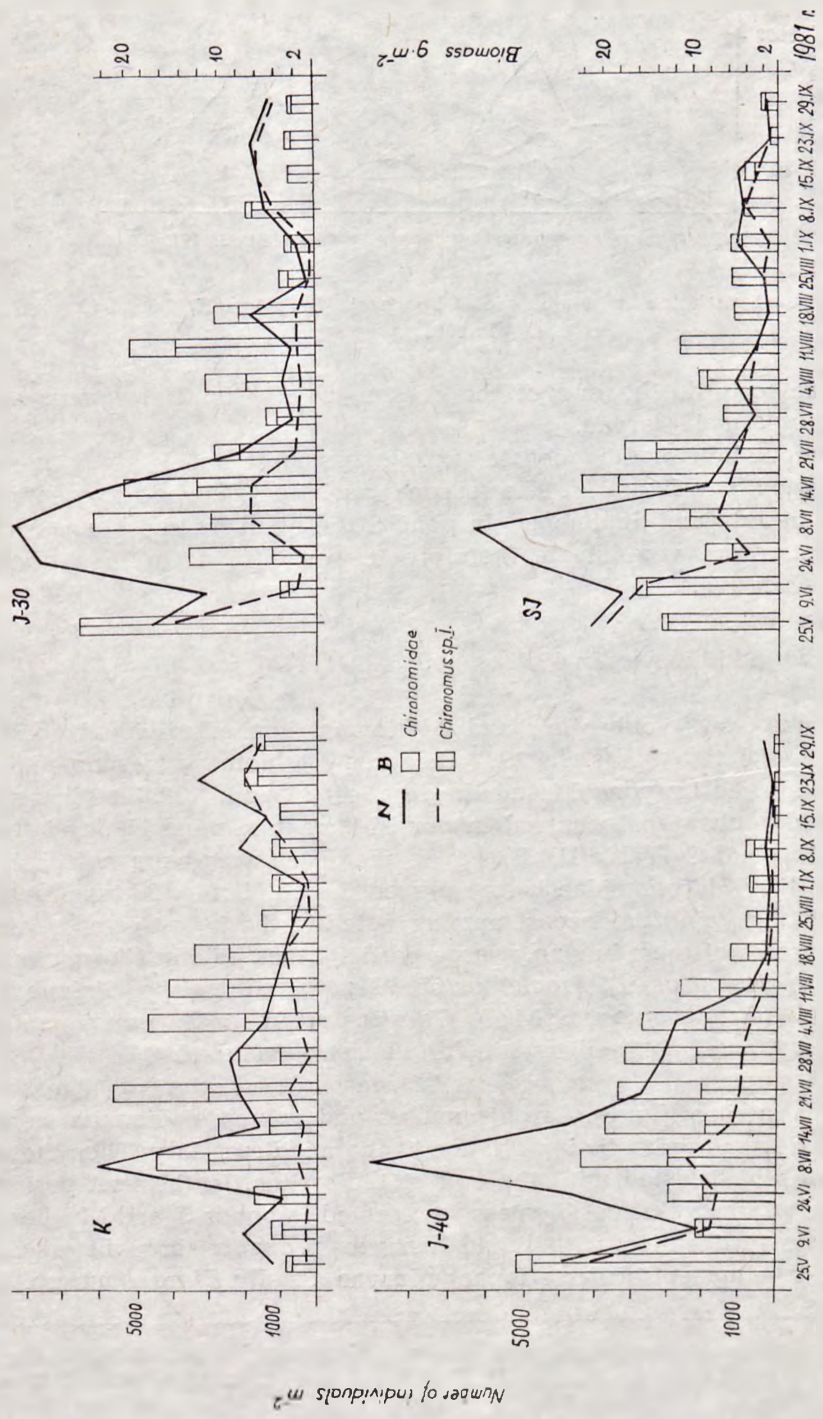 J-30
20
10
2
K
5000
1000
Biomass g·m⁻²
N B
Chironomidae
Chironomus sp. I.
SJ
20
10
2
25.V 9.VI 24.VI 8.VII 14.VII 21.VII 28.VII 4.VIII 11.VIII 18.VIII 25.VIII 1.IX 8.IX 15.IX 23.IX 29.IX 1981 r.
J-40
5000
1000
25.V 9.VI 24.VI 8.VII 14.VII 21.VII 28.VII 4.VIII 11.VIII 18.VIII 25.VIII 1.IX 8.IX 15.IX 23.IX 29.IX
Number of individuals m⁻²